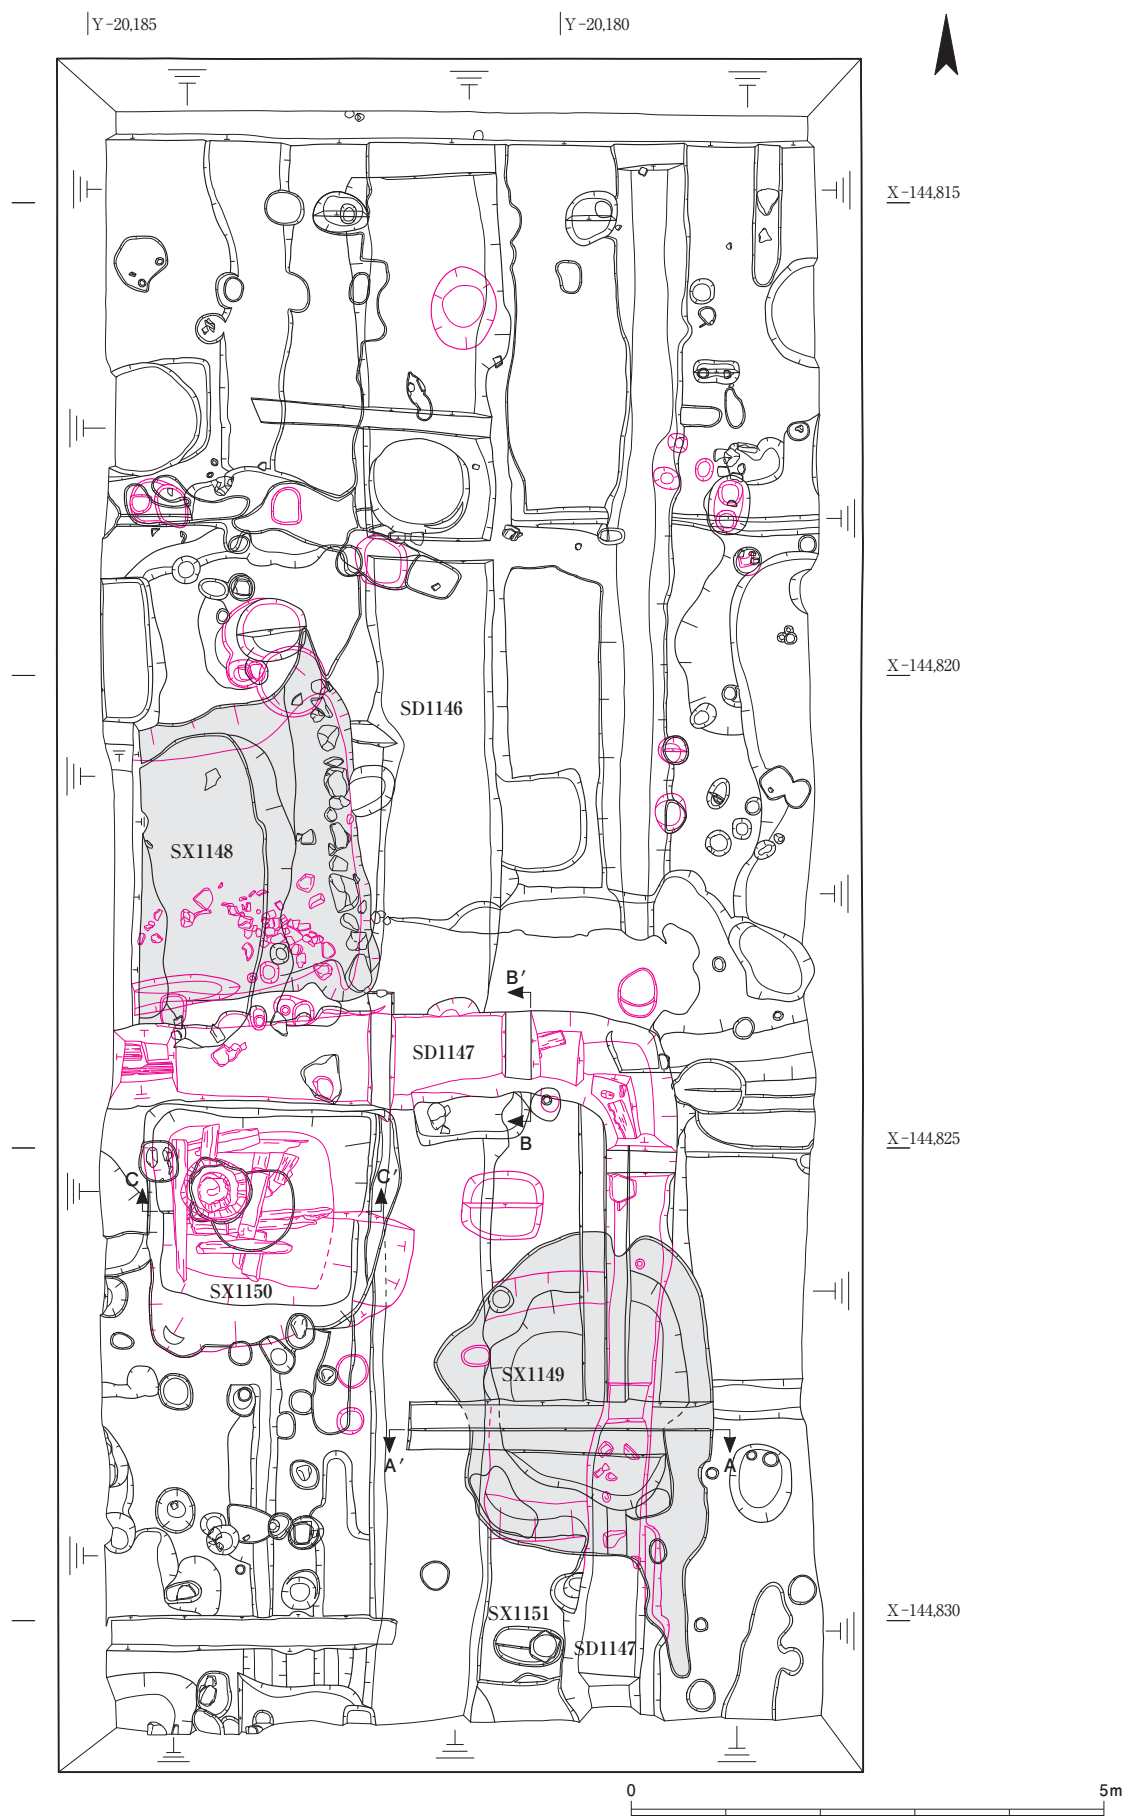 Y-20,185
Y-20,180
X-144,815
X-144,820
SD1146
SX1148
B′
SD1147
B
X-144,825
C
C′
SX1150
SX1149
A′
A
SX1151
X-144,830
SD1147
0
5m